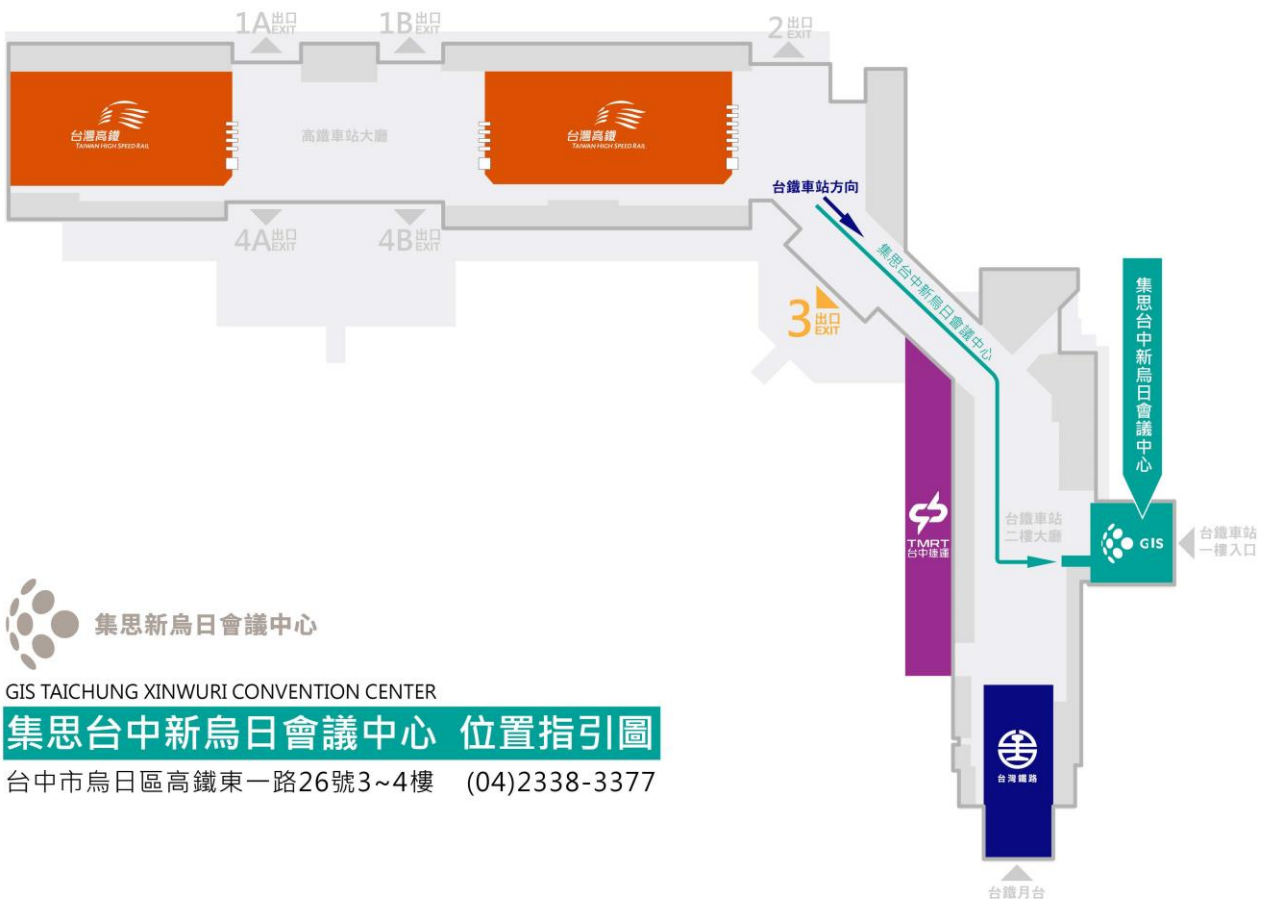 1A出口 EXIT
1B出口 EXIT
2出口 EXIT
台灣高鐵
TAIWAN HIGH SPEED RAIL
高鐵車站大廳
台灣高鐵
TAIWAN HIGH SPEED RAIL
台鐵車站方向
4A出口 EXIT
4B出口 EXIT
集思台中新烏日會議中心
3出口 EXIT
集思台中新烏日會議中心
TMRT
台中捷運
台鐵車站
二樓大廳
GIS
台鐵車站
一樓入口
集思新烏日會議中心
GIS TAICHUNG XINWURI CONVENTION CENTER
集思台中新烏日會議中心 位置指引圖
台中市烏日區高鐵東一路26號3~4樓 (04)2338-3377
台灣鐵路
台鐵月台